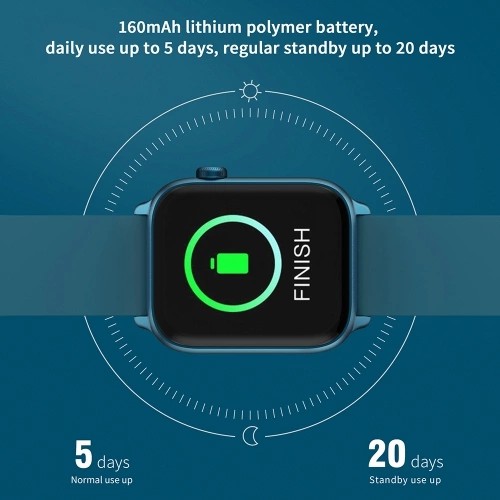 160mAh lithium polymer battery,
daily use up to 5 days, regular standby up to 20 days
FINISH
5 days
Normal use up
20 days
Standby use up